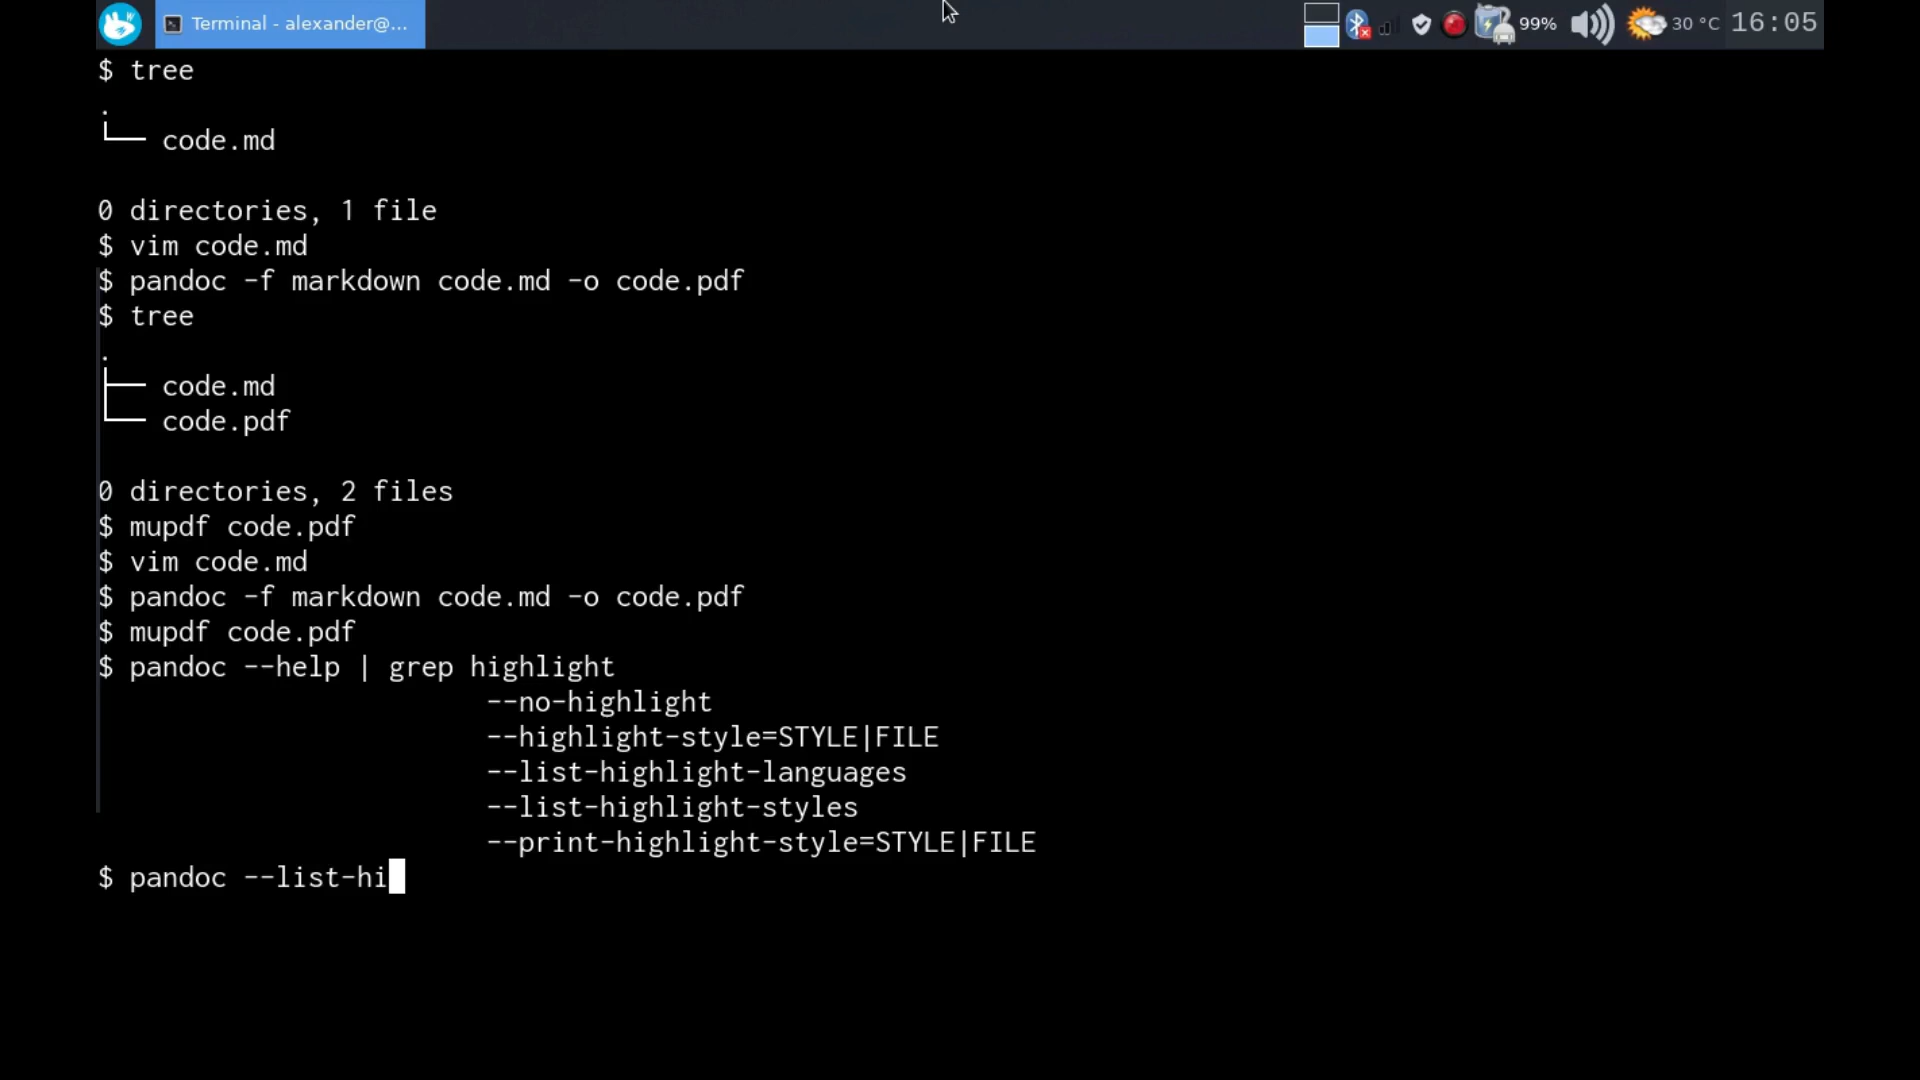 Terminal - alexander@... 99% 30 °C 16:05
$ tree
.
└── code.md
0 directories, 1 file
$ vim code.md
$ pandoc -f markdown code.md -o code.pdf
$ tree
.
├── code.md
└── code.pdf
0 directories, 2 files
$ mupdf code.pdf
$ vim code.md
$ pandoc -f markdown code.md -o code.pdf
$ mupdf code.pdf
$ pandoc --help | grep highlight
--no-highlight
--highlight-style=STYLE|FILE
--list-highlight-languages
--list-highlight-styles
--print-highlight-style=STYLE|FILE
$ pandoc --list-hi